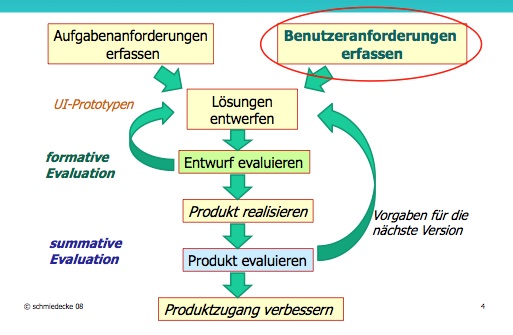 Aufgabenanforderungen
erfassen
Benutzeranforderungen
erfassen
UI-Prototypen
Lösungen
entwerfen
formative
Evaluation
Entwurf evaluieren
Produkt realisieren
Vorgaben für die
nächste Version
summative
Evaluation
Produkt evaluieren
Produktzugang verbessern
© schmiedecke 08
4